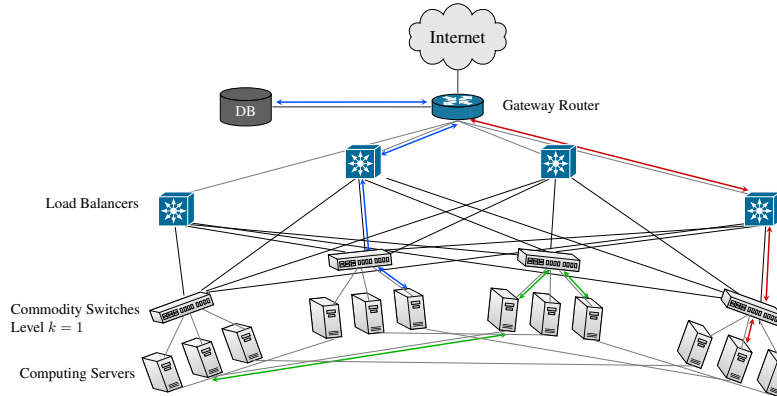 Internet
DB
Gateway Router
Load Balancers
Commodity Switches
Level k = 1
Computing Servers